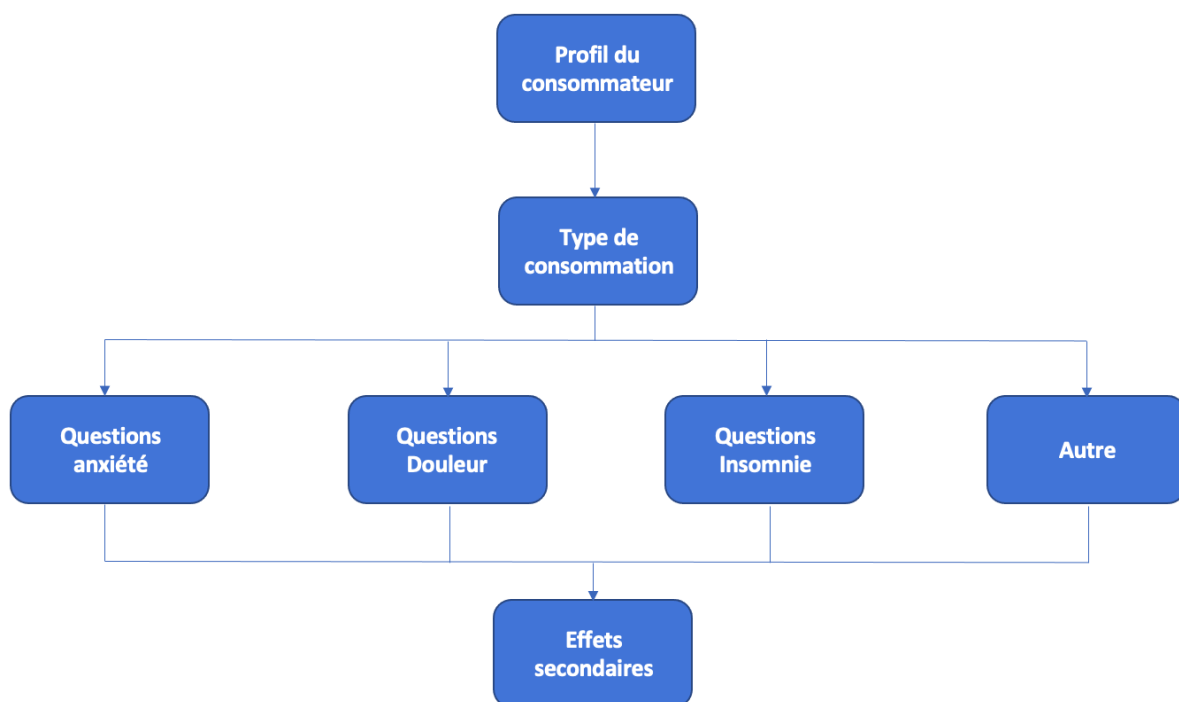 Profil du
consommateur
Type de
consommation
Questions
anxiété
Questions
Douleur
Questions
Insomnie
Autre
Effets
secondaires